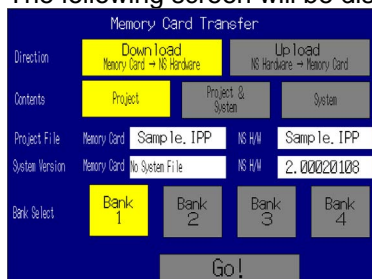 The following screen will be dis
Memory Card Transfer
Direction
Download
Memory Card → NS Hardware
Upload
NS Hardware → Memory Card
Contents
Project
Project &
System
System
Project File Memory Card Sample.IPP NS H/W Sample.IPP
System Version Memory Card No System File NS H/W 2.00020108
Bank Select
Bank
1
Bank
2
Bank
3
Bank
4
Go!